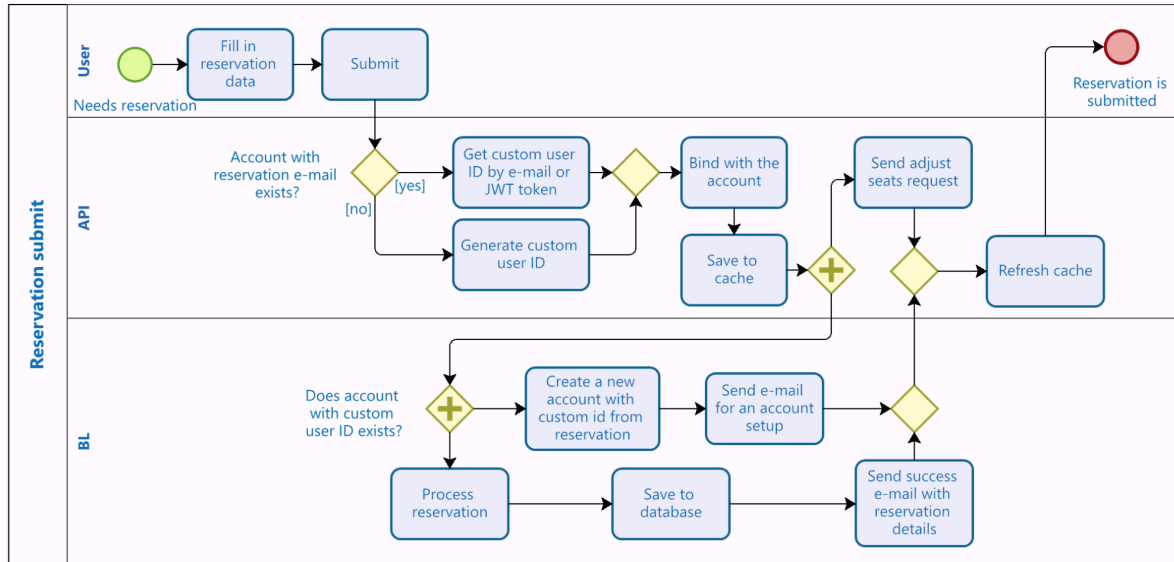 Reservation submit
User
Needs reservation
Fill in
reservation
data
Submit
Reservation is
submitted
API
Account with
reservation e-mail
exists?
[yes]
[no]
Get custom user
ID by e-mail or
JWT token
Generate custom
user ID
Bind with the
account
Save to
cache
Send adjust
seats request
Refresh cache
BL
Does account
with custom
user ID exists?
Create a new
account with
custom id from
reservation
Send e-mail
for an account
setup
Process
reservation
Save to
database
Send success
e-mail with
reservation
details